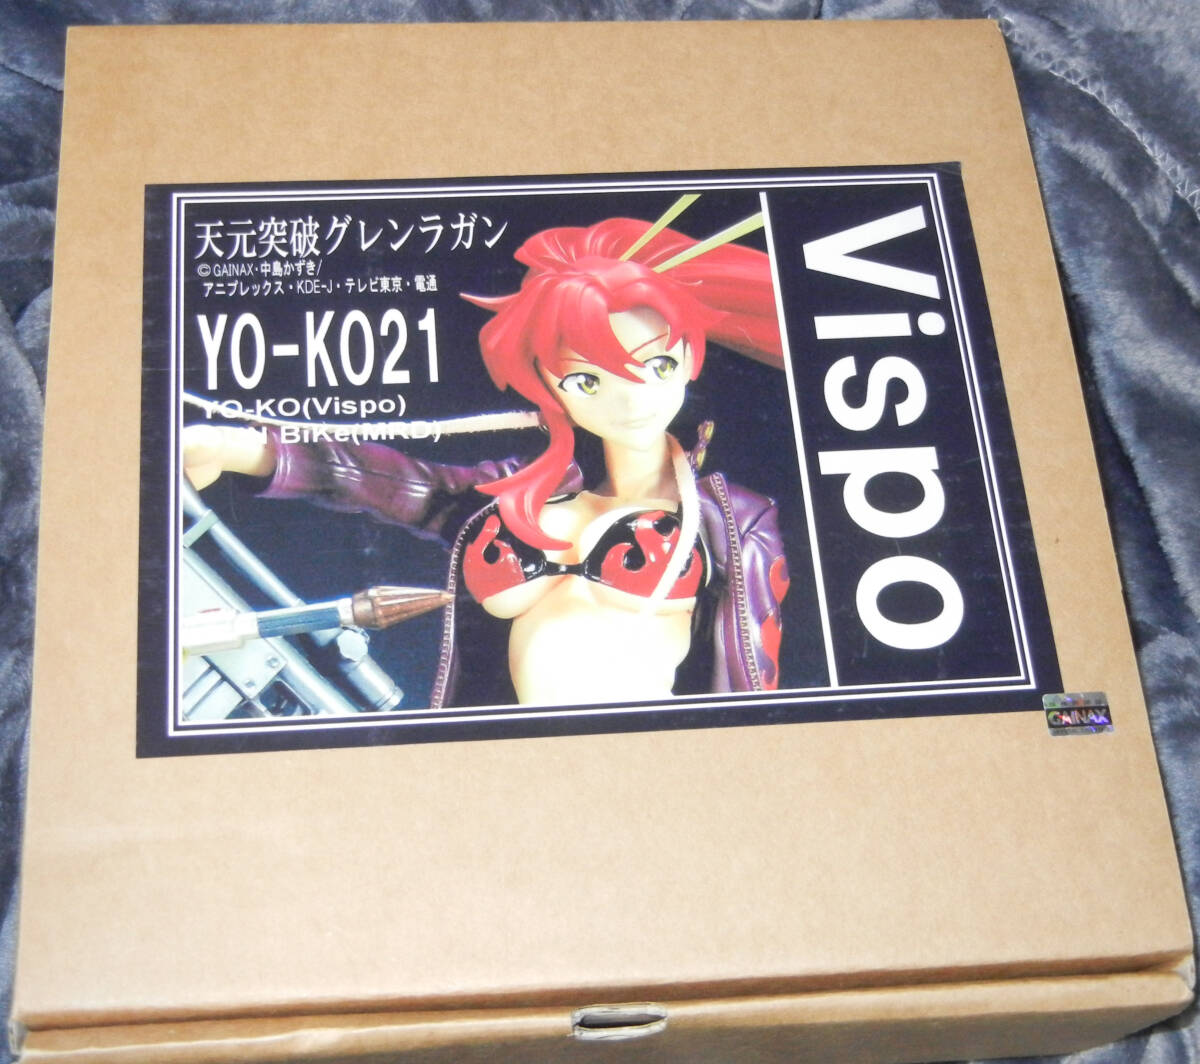 天元突破グレンラガン
© GAINAX・中島かずき/
アニプレックス・KDE-J・テレビ東京・電通
YO-KO21
YO-KO(Vispo)
BiKe(MRD)
Vispo
GAINAX